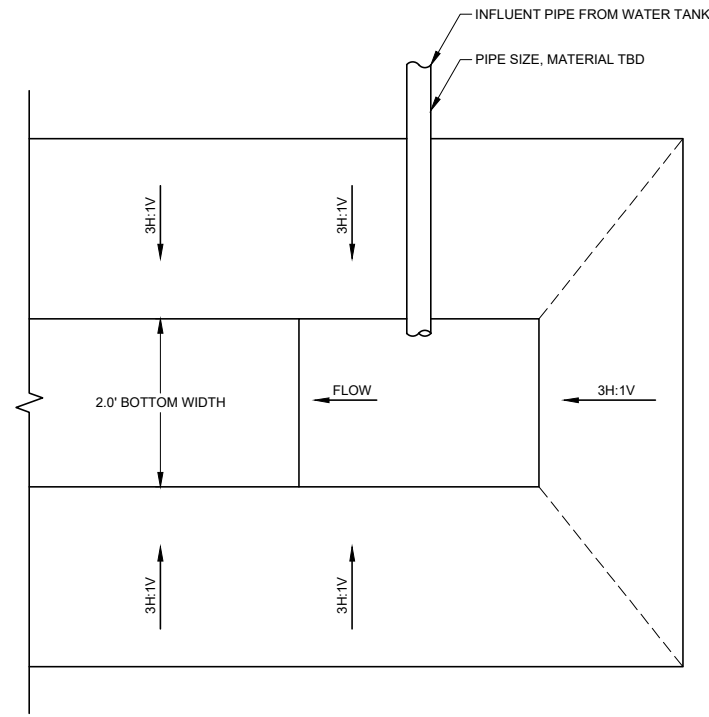 INFLUENT PIPE FROM WATER TANK
PIPE SIZE, MATERIAL TBD
3H:1V
3H:1V
2.0' BOTTOM WIDTH
FLOW
3H:1V
3H:1V
3H:1V